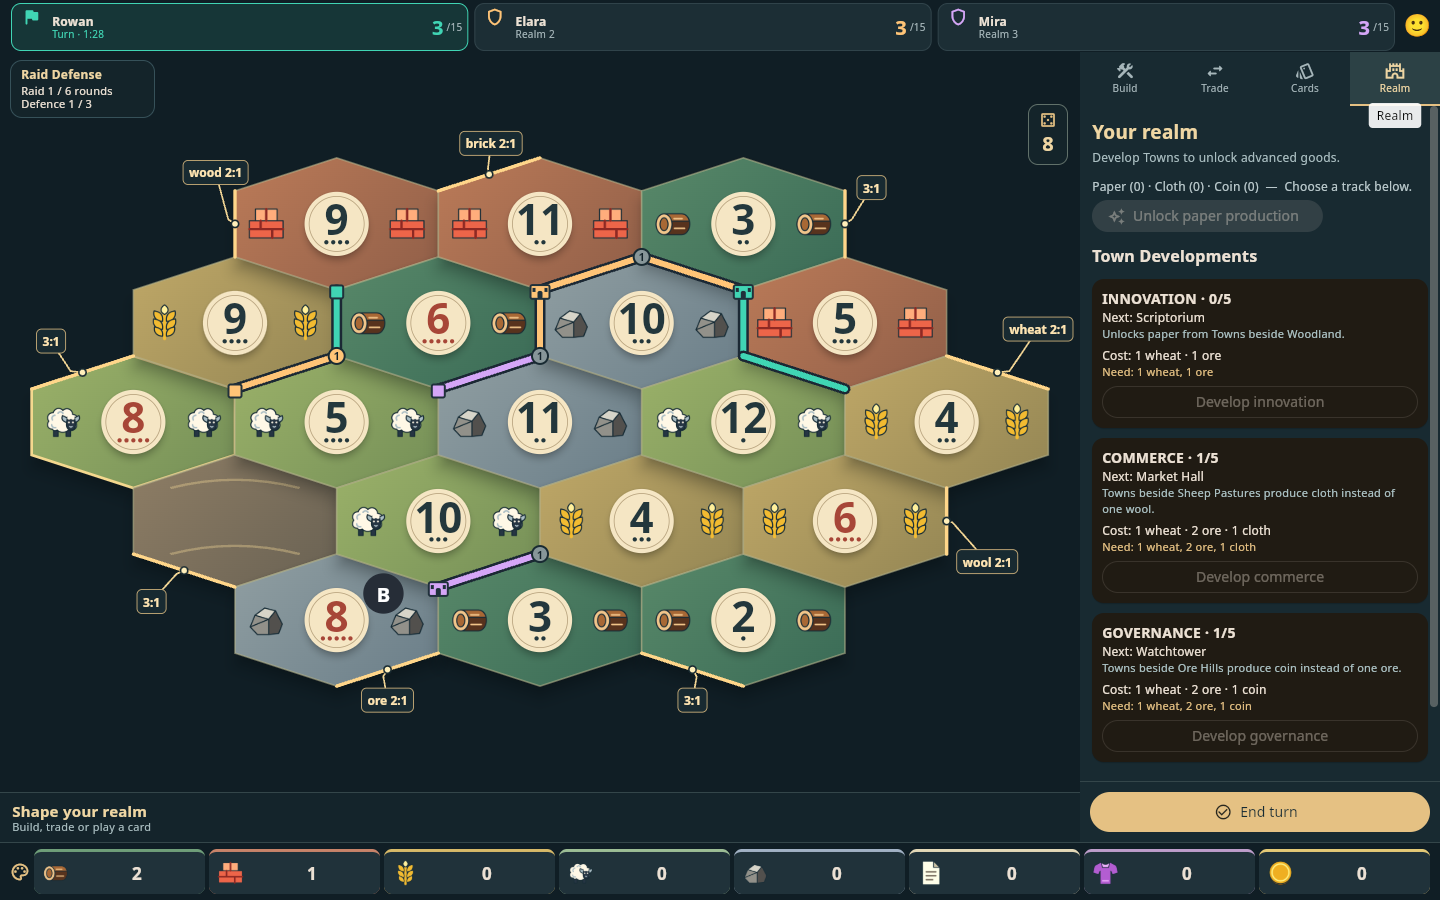 Rowan
Turn · 1:28
3 /15
Elara
Realm 2
3 /15
Mira
Realm 3
3 /15
Raid Defense
Raid 1 / 6 rounds
Defence 1 / 3
8
Build
Trade
Cards
Realm
Realm
Your realm
Develop Towns to unlock advanced goods.
Paper (0) · Cloth (0) · Coin (0) — Choose a track below.
Unlock paper production
Town Developments
INNOVATION · 0/5
Next: Scriptorium
Unlocks paper from Towns beside Woodland.
Cost: 1 wheat · 1 ore
Need: 1 wheat, 1 ore
Develop innovation
COMMERCE · 1/5
Next: Market Hall
Towns beside Sheep Pastures produce cloth instead of
one wool.
Cost: 1 wheat · 2 ore · 1 cloth
Need: 1 wheat, 2 ore, 1 cloth
Develop commerce
GOVERNANCE · 1/5
Next: Watchtower
Towns beside Ore Hills produce coin instead of one ore.
Cost: 1 wheat · 2 ore · 1 coin
Need: 1 wheat, 2 ore, 1 coin
Develop governance
End turn
brick 2:1
wood 2:1
3:1
9
11
3
1
9
6
10
5
wheat 2:1
3:1
1
1
8
5
11
12
4
10
4
6
1
wool 2:1
3:1
B
8
3
2
ore 2:1
3:1
Shape your realm
Build, trade or play a card
2
1
0
0
0
0
0
0